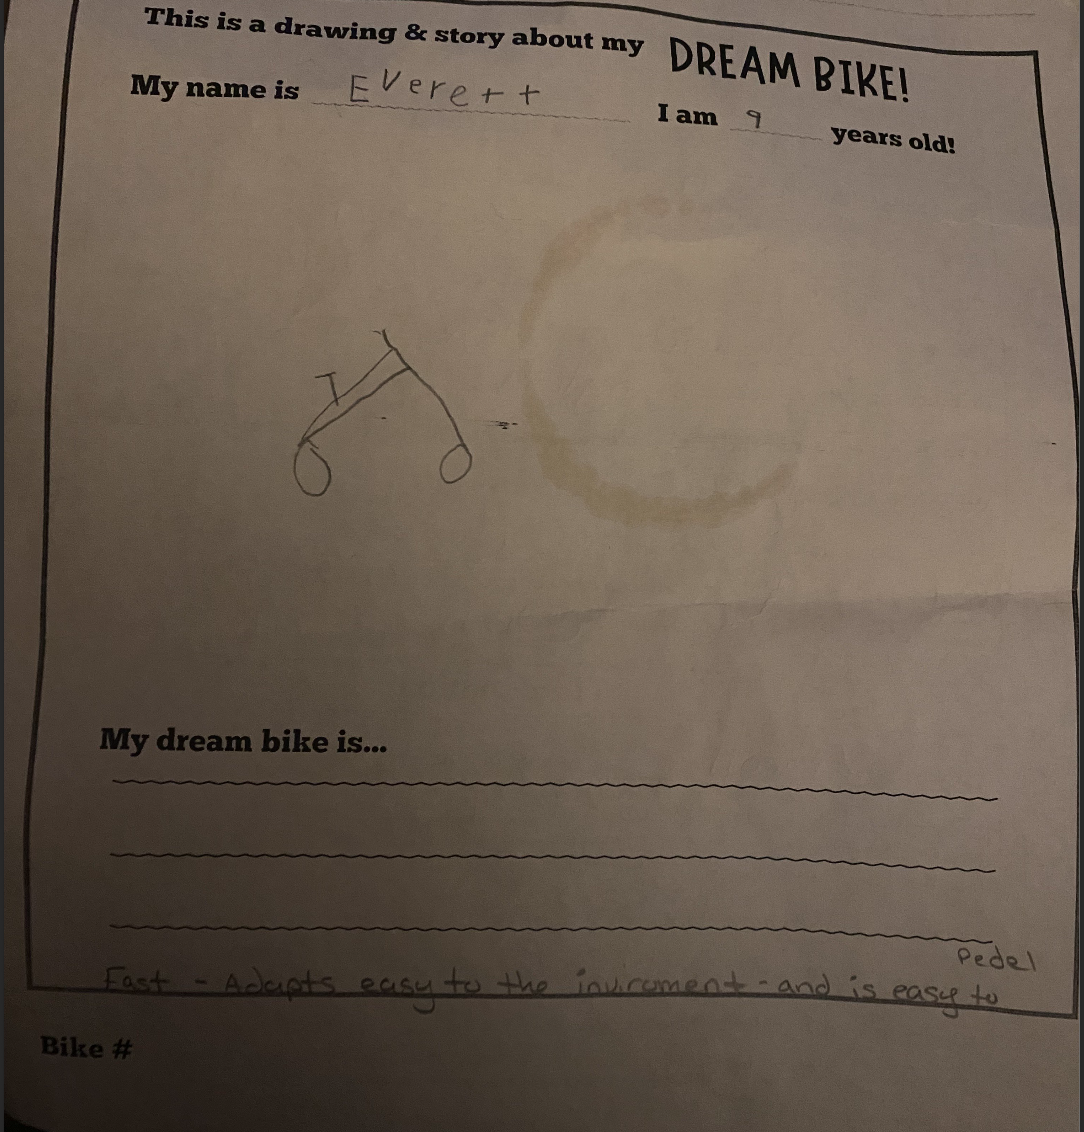 This is a drawing & story about my DREAM BIKE!
My name is Everett I am 9 years old!
My dream bike is...
Pedel
Fast - Adapts easy to the inviroment - and is easy to
Bike #